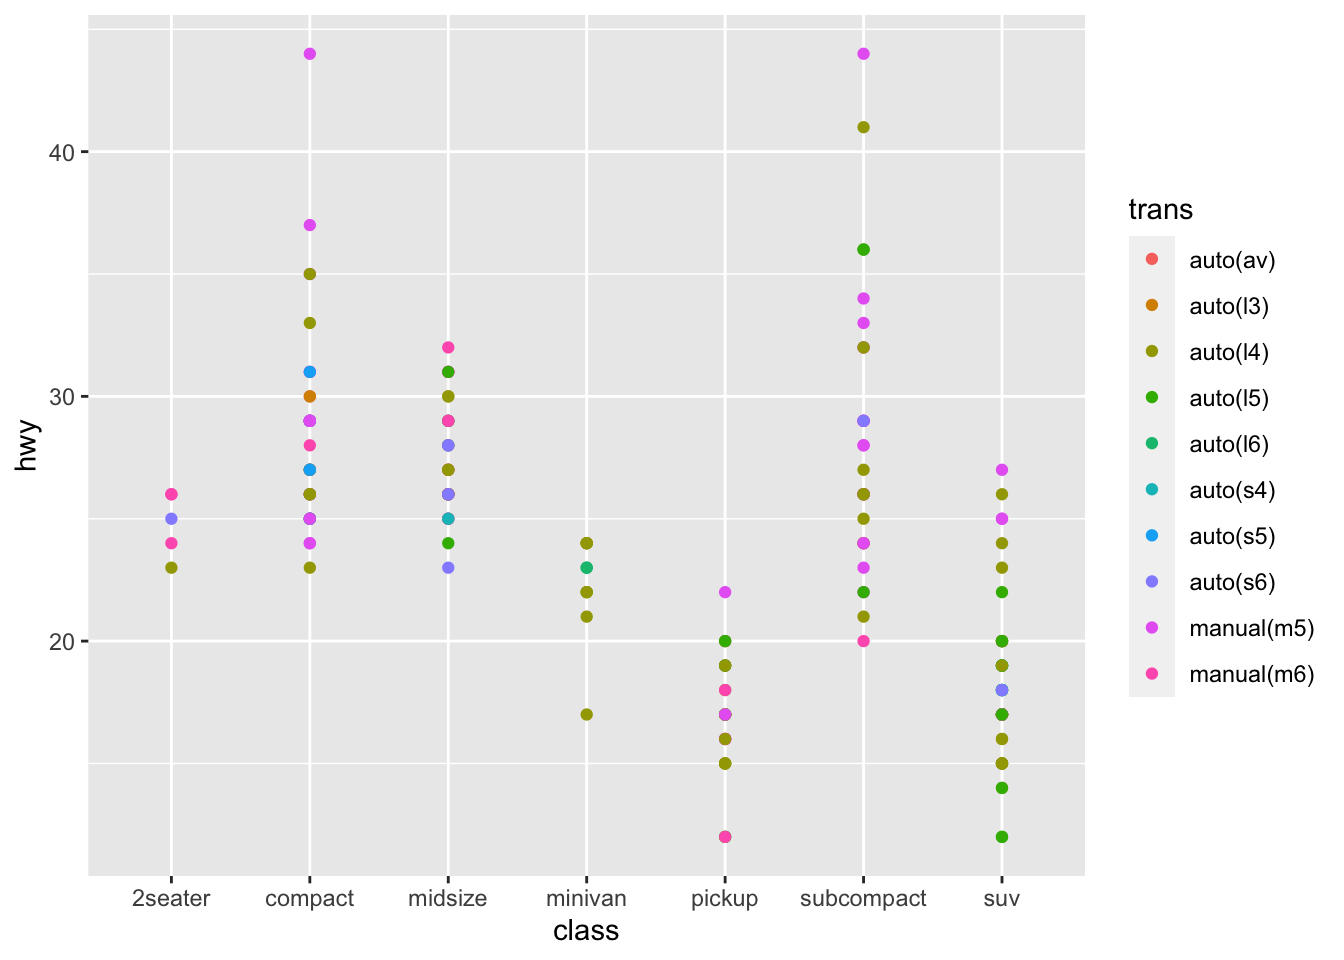 40
30
20
hwy
2seater compact midsize minivan pickup subcompact suv
class
trans
auto(av)
auto(l3)
auto(l4)
auto(l5)
auto(l6)
auto(s4)
auto(s5)
auto(s6)
manual(m5)
manual(m6)